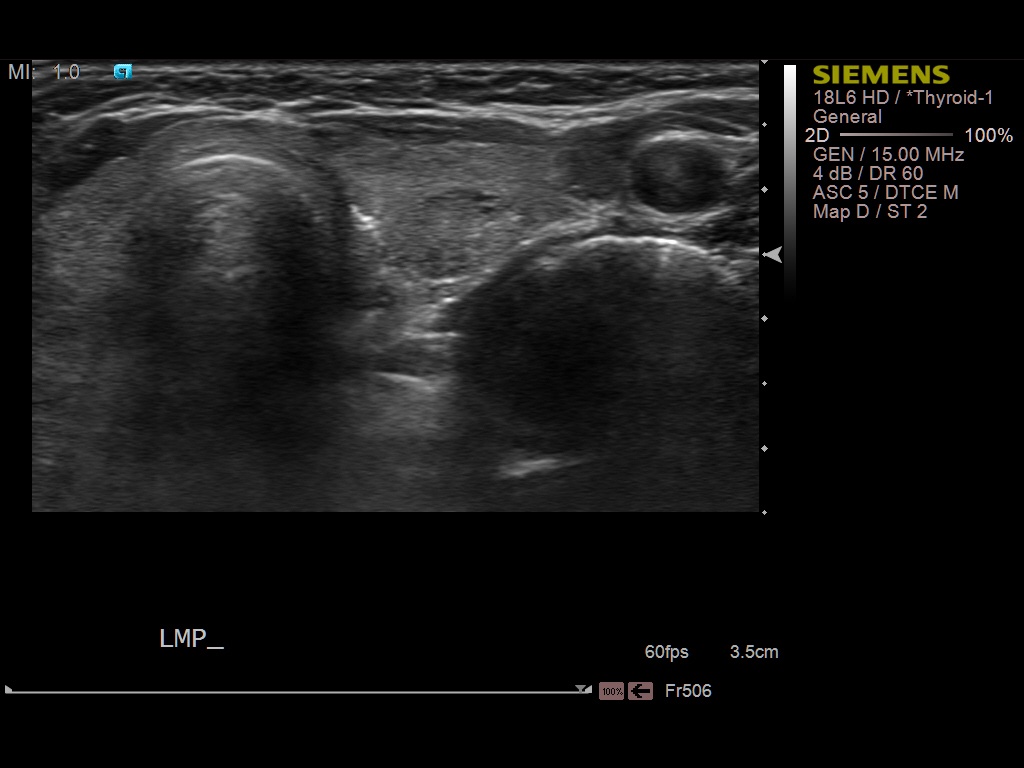 MI: 1.0
SIEMENS
18L6 HD / *Thyroid-1
General
2D 100%
GEN / 15.00 MHz
4 dB / DR 60
ASC 5 / DTCE M
Map D / ST 2
LMP_
60fps 3.5cm
100% Fr506